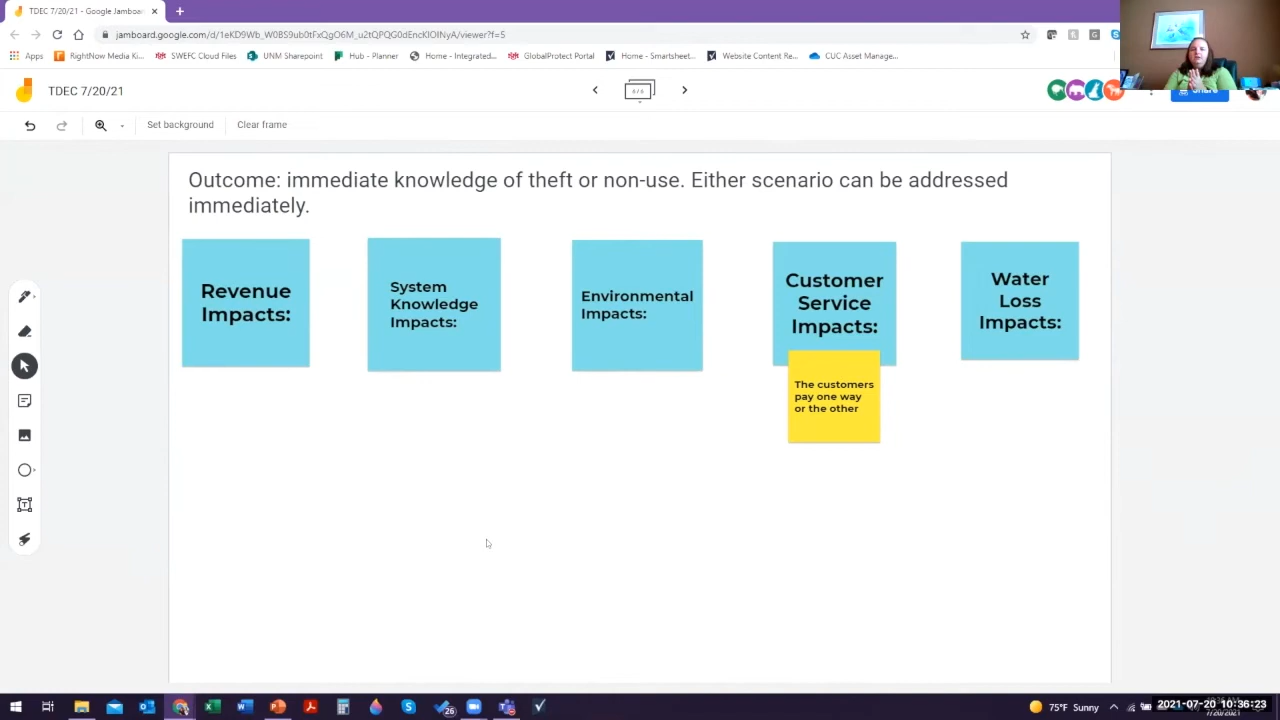 TDEC 7/20/21 - Google Jamboa
jamboard.google.com/d/1eKD9Wb_W0BS9ub0tFxQgO6M_u2tQPQG0dEncKlOINyA/viewer?f=5
Apps
RightNow Media Ki...
SWEFC Cloud Files
UNM Sharepoint
Hub - Planner
Home - Integrated...
GlobalProtect Portal
Home - Smartsheet...
Website Content Re...
CUC Asset Manage...
TDEC 7/20/21
Share
Set background
Clear frame
Outcome: immediate knowledge of theft or non-use. Either scenario can be addressed
immediately.
Revenue
Impacts:
System
Knowledge
Impacts:
Environmental
Impacts:
Customer
Service
Impacts:
The customers
pay one way
or the other
Water
Loss
Impacts:
26
75°F Sunny
2021-07-20 10:36:23